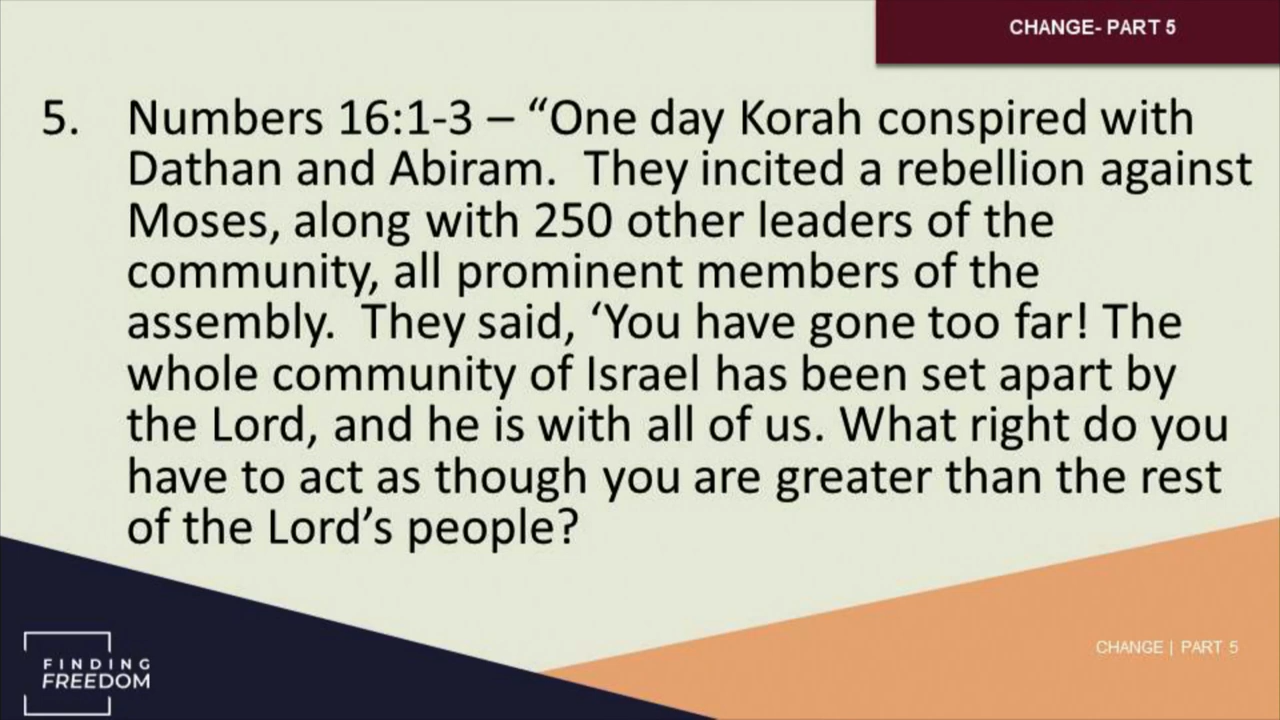 CHANGE- PART 5
5. Numbers 16:1-3 – “One day Korah conspired with
Dathan and Abiram.  They incited a rebellion against
Moses, along with 250 other leaders of the
community, all prominent members of the
assembly.  They said, ‘You have gone too far! The
whole community of Israel has been set apart by
the Lord, and he is with all of us. What right do you
have to act as though you are greater than the rest
of the Lord’s people?
CHANGE | PART 5
FINDING
FREEDOM